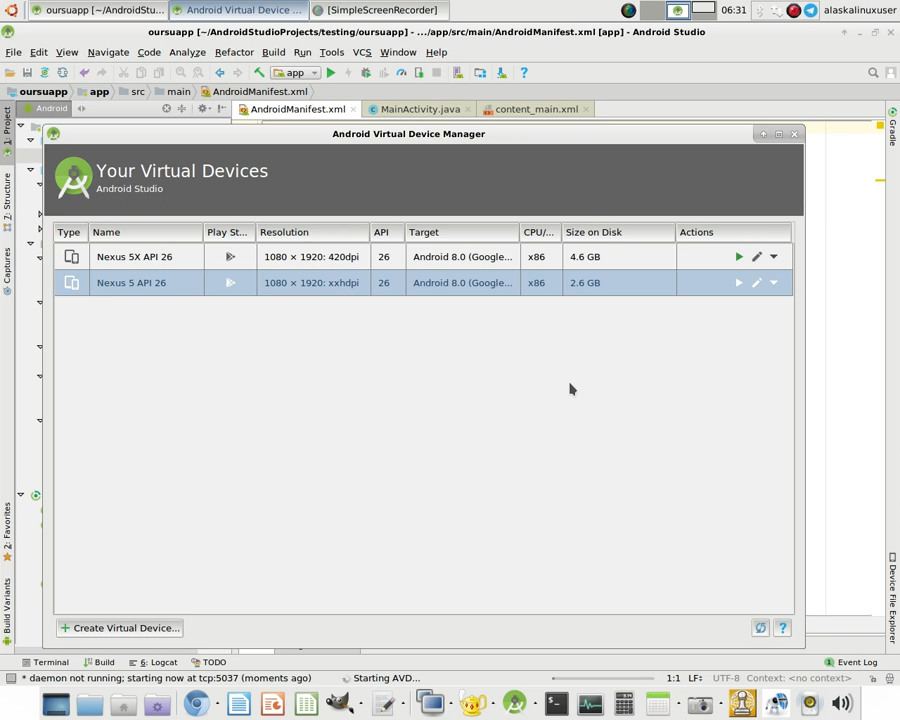 oursuapp [~/AndroidStu...
Android Virtual Device ...
[SimpleScreenRecorder]
06:31
alaskalinuxuser
oursuapp [~/AndroidStudioProjects/testing/oursuapp] - .../app/src/main/AndroidManifest.xml [app] - Android Studio
File Edit View Navigate Code Analyze Refactor Build Run Tools VCS Window Help
app
oursuapp app src main AndroidManifest.xml
Android
AndroidManifest.xml
MainActivity.java
content_main.xml
1: Project
7: Structure
Captures
2: Favorites
Build Variants
Gradle
Device File Explorer
Android Virtual Device Manager
Your Virtual Devices
Android Studio
Type Name Play St... Resolution API Target CPU/... Size on Disk Actions
Nexus 5X API 26 1080 × 1920: 420dpi 26 Android 8.0 (Google... x86 4.6 GB
Nexus 5 API 26 1080 × 1920: xxhdpi 26 Android 8.0 (Google... x86 2.6 GB
+ Create Virtual Device...
?
Terminal Build 6: Logcat TODO
1 Event Log
* daemon not running; starting now at tcp:5037 (moments ago)
Starting AVD...
1:1 LF÷ UTF-8 Context: <no context>